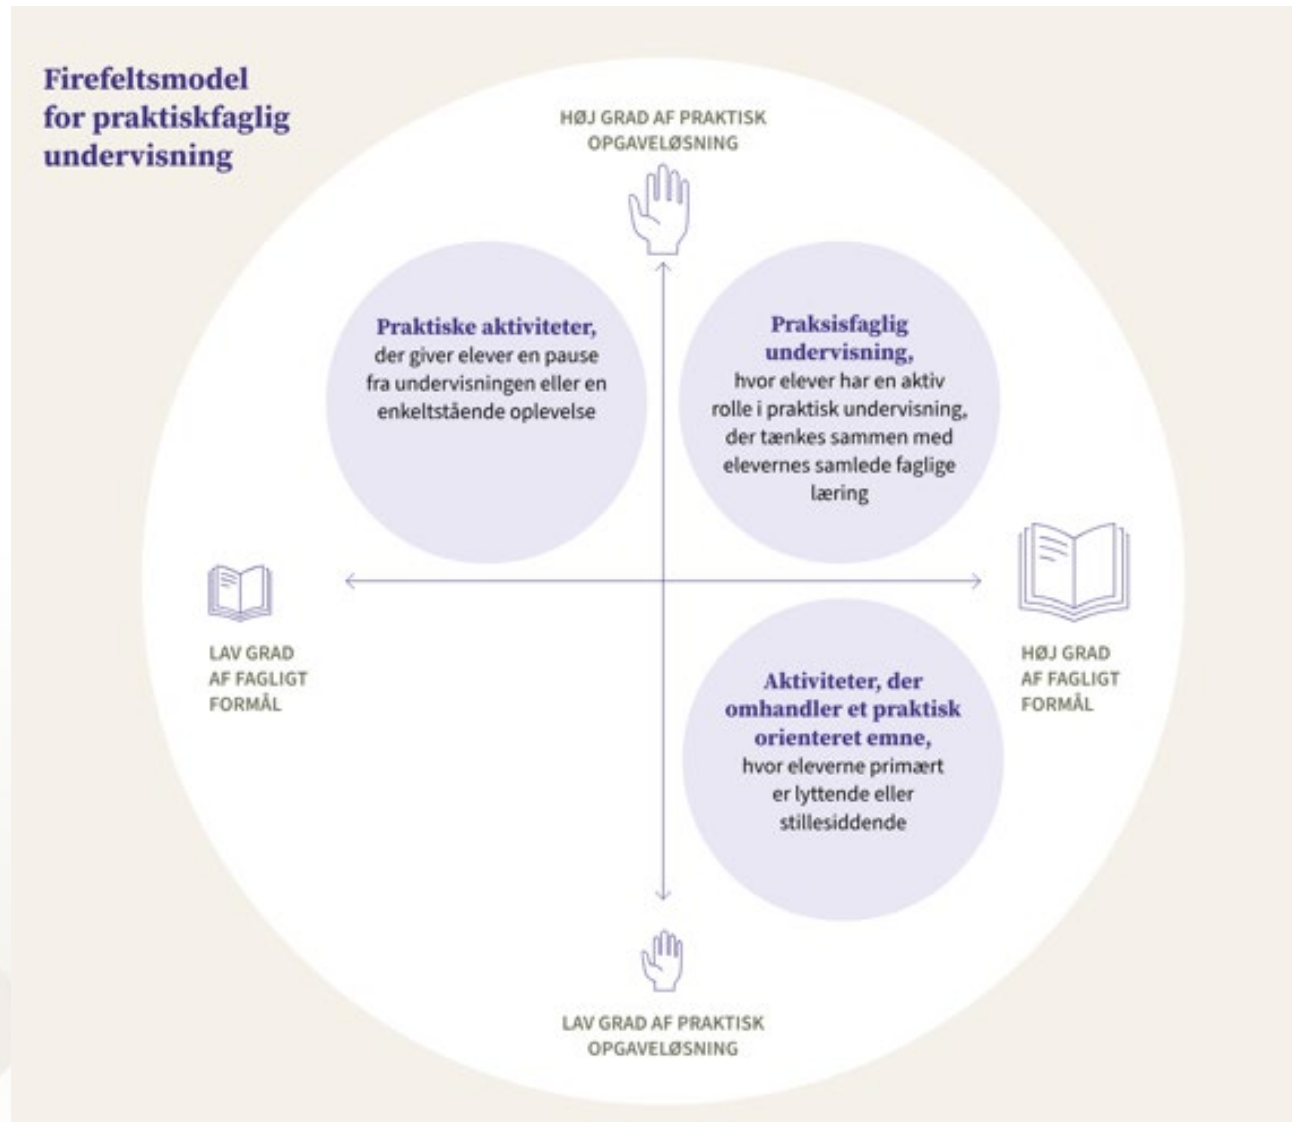 Firefeltsmodel
for praktiskfaglig
undervisning
HØJ GRAD AF PRAKTISK
OPGAVELØSNING
Praktiske aktiviteter,
der giver elever en pause
fra undervisningen eller en
enkeltstående oplevelse
Praksisfaglig
undervisning,
hvor elever har en aktiv
rolle i praktisk undervisning,
der tænkes sammen med
elevernes samlede faglige
læring
LAV GRAD
AF FAGLIGT
FORMÅL
HØJ GRAD
AF FAGLIGT
FORMÅL
Aktiviteter, der
omhandler et praktisk
orienteret emne,
hvor eleverne primært
er lyttende eller
stillesiddende
LAV GRAD AF PRAKTISK
OPGAVELØSNING